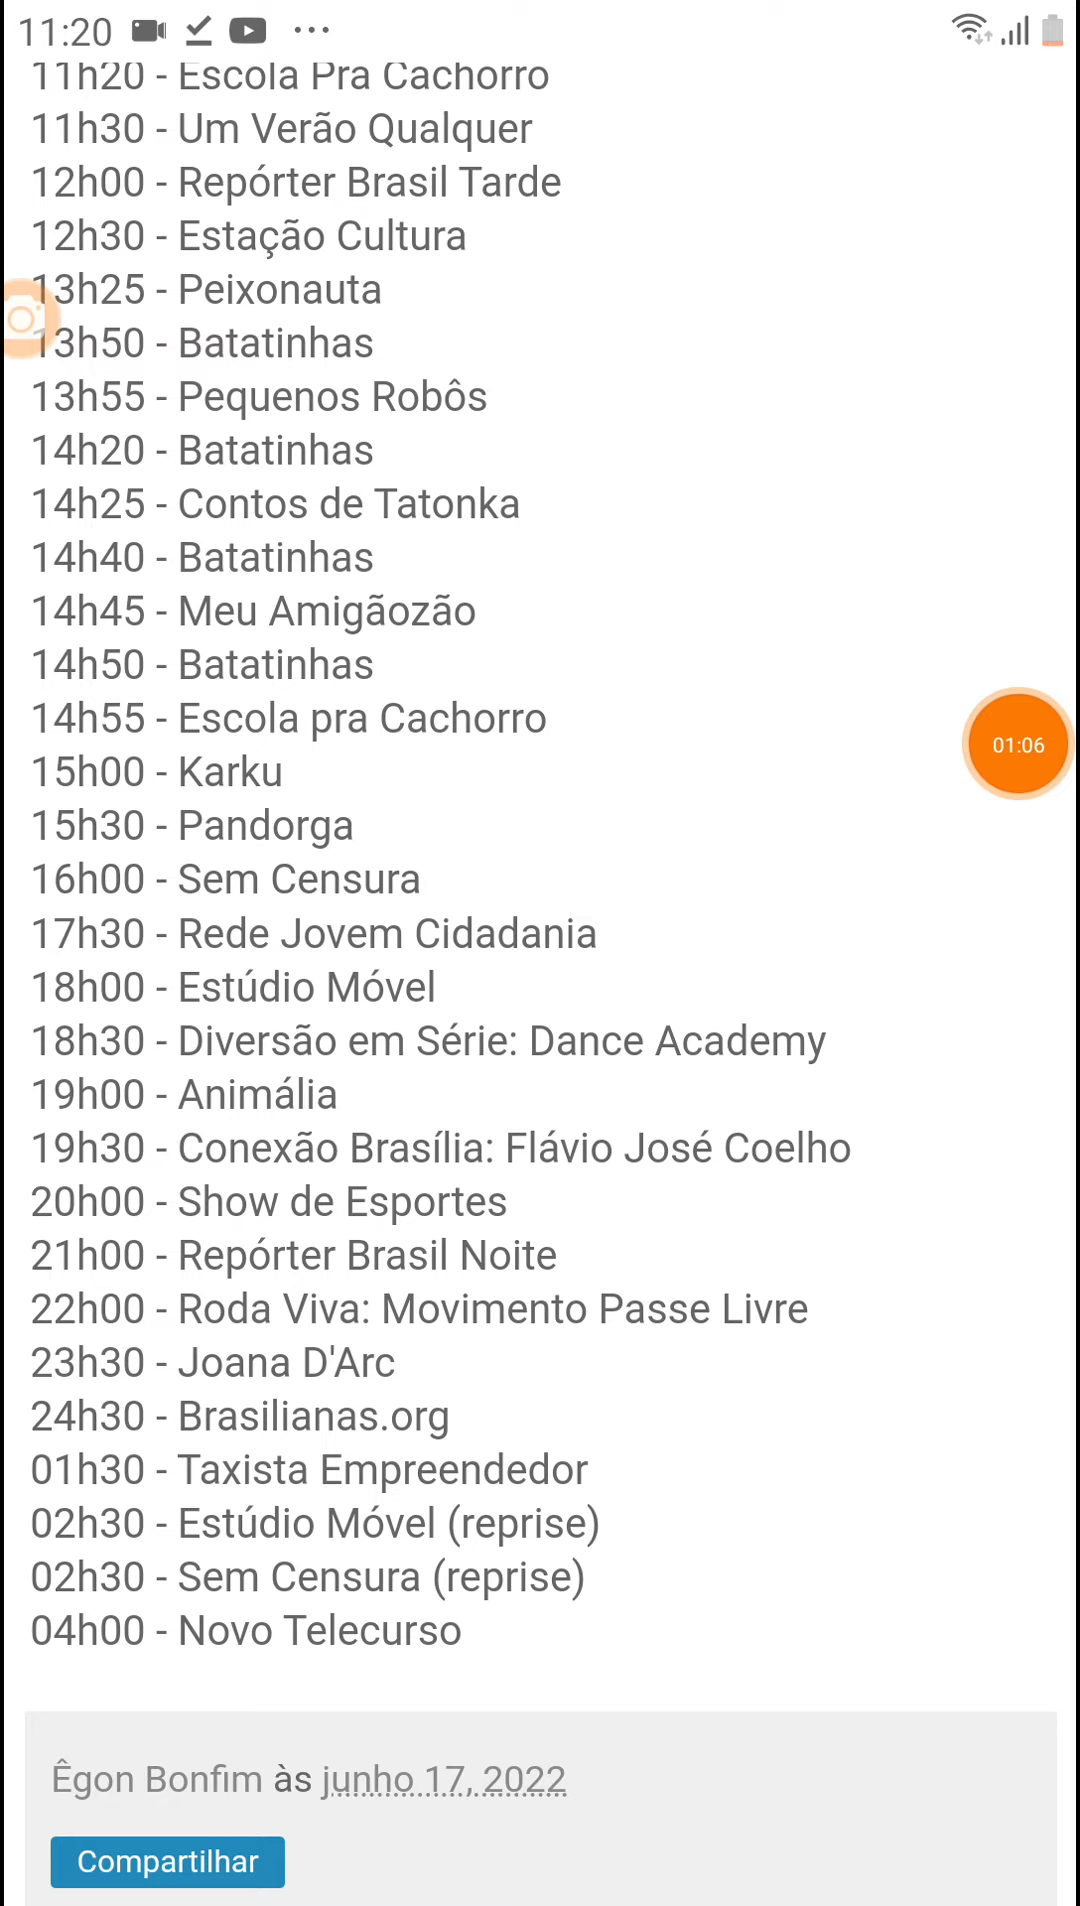 11:20
11h20 - Escola Pra Cachorro
11h30 - Um Verão Qualquer
12h00 - Repórter Brasil Tarde
12h30 - Estação Cultura
13h25 - Peixonauta
13h50 - Batatinhas
13h55 - Pequenos Robôs
14h20 - Batatinhas
14h25 - Contos de Tatonka
14h40 - Batatinhas
14h45 - Meu Amigãozão
14h50 - Batatinhas
14h55 - Escola pra Cachorro
01:06
15h00 - Karku
15h30 - Pandorga
16h00 - Sem Censura
17h30 - Rede Jovem Cidadania
18h00 - Estúdio Móvel
18h30 - Diversão em Série: Dance Academy
19h00 - Animália
19h30 - Conexão Brasília: Flávio José Coelho
20h00 - Show de Esportes
21h00 - Repórter Brasil Noite
22h00 - Roda Viva: Movimento Passe Livre
23h30 - Joana D'Arc
24h30 - Brasilianas.org
01h30 - Taxista Empreendedor
02h30 - Estúdio Móvel (reprise)
02h30 - Sem Censura (reprise)
04h00 - Novo Telecurso
Êgon Bonfim às junho 17, 2022
Compartilhar